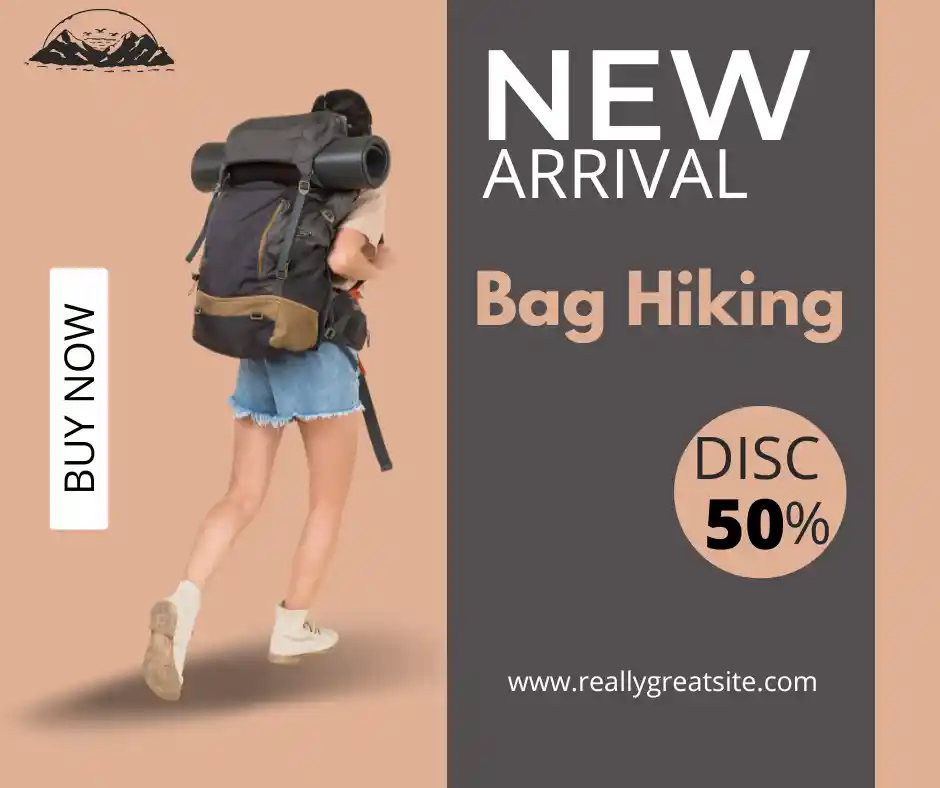 NEW
ARRIVAL
Bag Hiking
BUY NOW
DISC
50%
www.reallygreatsite.com